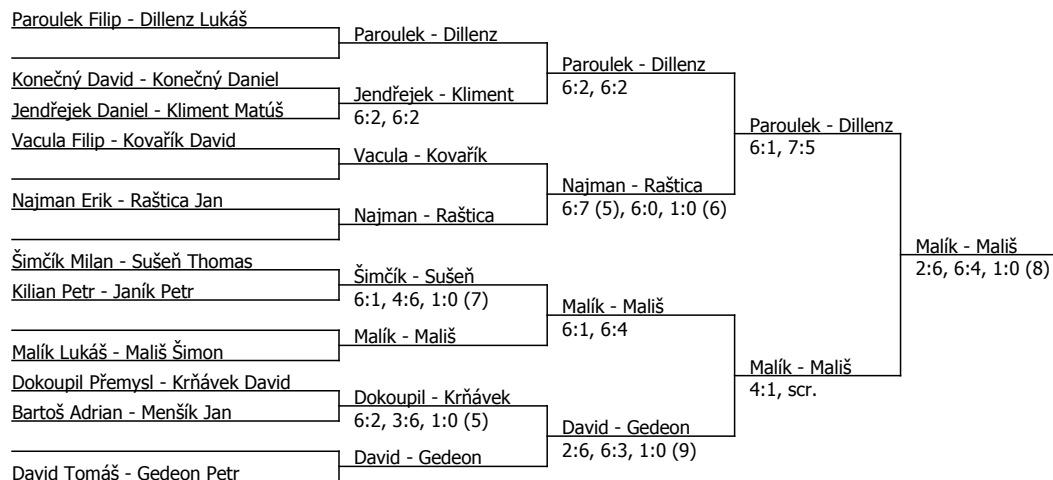 Paroulek Filip - Dillenz Lukáš
Paroulek - Dillenz
Paroulek - Dillenz
6:2, 6:2
Konečný David - Konečný Daniel
Jendřejek - Kliment
6:2, 6:2
Jendřejek Daniel - Kliment Matúš
Paroulek - Dillenz
6:1, 7:5
Vacula Filip - Kovařík David
Vacula - Kovařík
Najman - Raštica
6:7 (5), 6:0, 1:0 (6)
Najman Erik - Raštica Jan
Najman - Raštica
Malík - Mališ
2:6, 6:4, 1:0 (8)
Šimčík Milan - Sušeň Thomas
Šimčík - Sušeň
6:1, 4:6, 1:0 (7)
Kilian Petr - Janík Petr
Malík - Mališ
6:1, 6:4
Malík - Mališ
Malík Lukáš - Mališ Šimon
Malík - Mališ
4:1, scr.
Dokoupil Přemysl - Krňávek David
Dokoupil - Krňávek
6:2, 3:6, 1:0 (5)
Bartoš Adrian - Menšík Jan
David - Gedeon
2:6, 6:3, 1:0 (9)
David - Gedeon
David Tomáš - Gedeon Petr